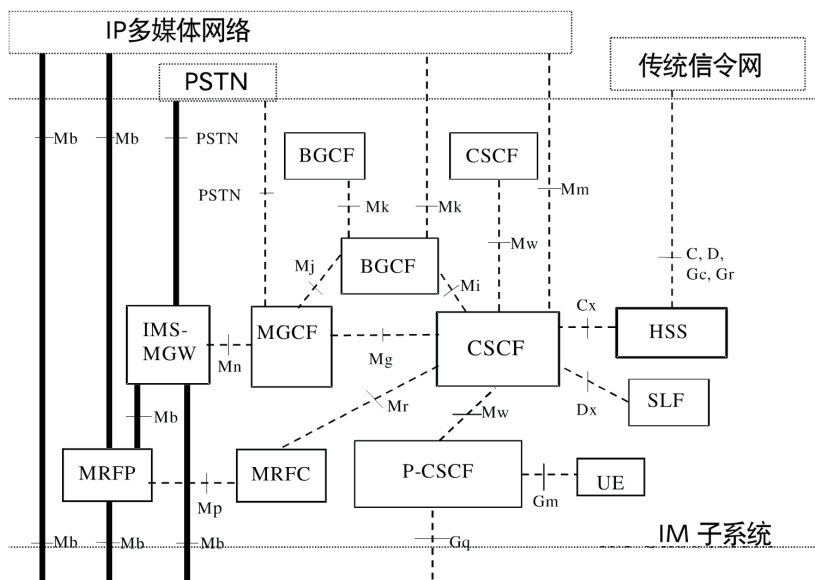 IP多媒体网络
PSTN
传统信令网
Mb
Mb
PSTN
BGCF
CSCF
PSTN
Mk
Mk
Mm
Mw
C, D,
Gc, Gr
Mj
BGCF
Mi
Cx
IMS-
MGW
Mn
MGCF
Mg
CSCF
HSS
Mb
Mr
Mw
Dx
SLF
MRFP
Mp
MRFC
P-CSCF
Gm
UE
IM 子系统
Mb
Mb
Mb
Gq